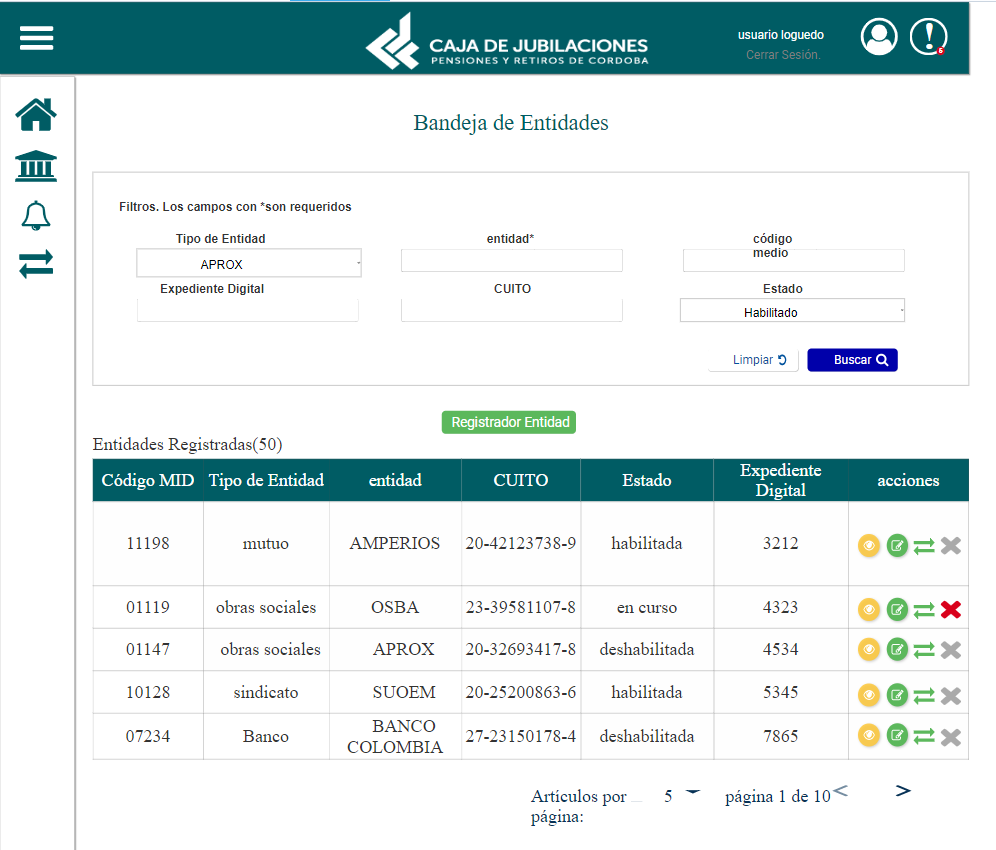 CAJA DE JUBILACIONES
PENSIONES Y RETIROS DE CORDOBA
usuario loguedo
Cerrar Sesión.
6
Bandeja de Entidades
Filtros. Los campos con *son requeridos
Tipo de Entidad
entidad*
código
medio
APROX
Expediente Digital
CUITO
Estado
Habilitado
Limpiar
Buscar
Registrador Entidad
Entidades Registradas(50)
Código MID Tipo de Entidad entidad CUITO Estado Expediente Digital acciones
11198 mutuo AMPERIOS 20-42123738-9 habilitada 3212
01119 obras sociales OSBA 23-39581107-8 en curso 4323
01147 obras sociales APROX 20-32693417-8 deshabilitada 4534
10128 sindicato SUOEM 20-25200863-6 habilitada 5345
07234 Banco BANCO COLOMBIA 27-23150178-4 deshabilitada 7865
Artículos por 5 página 1 de 10 < >
página: